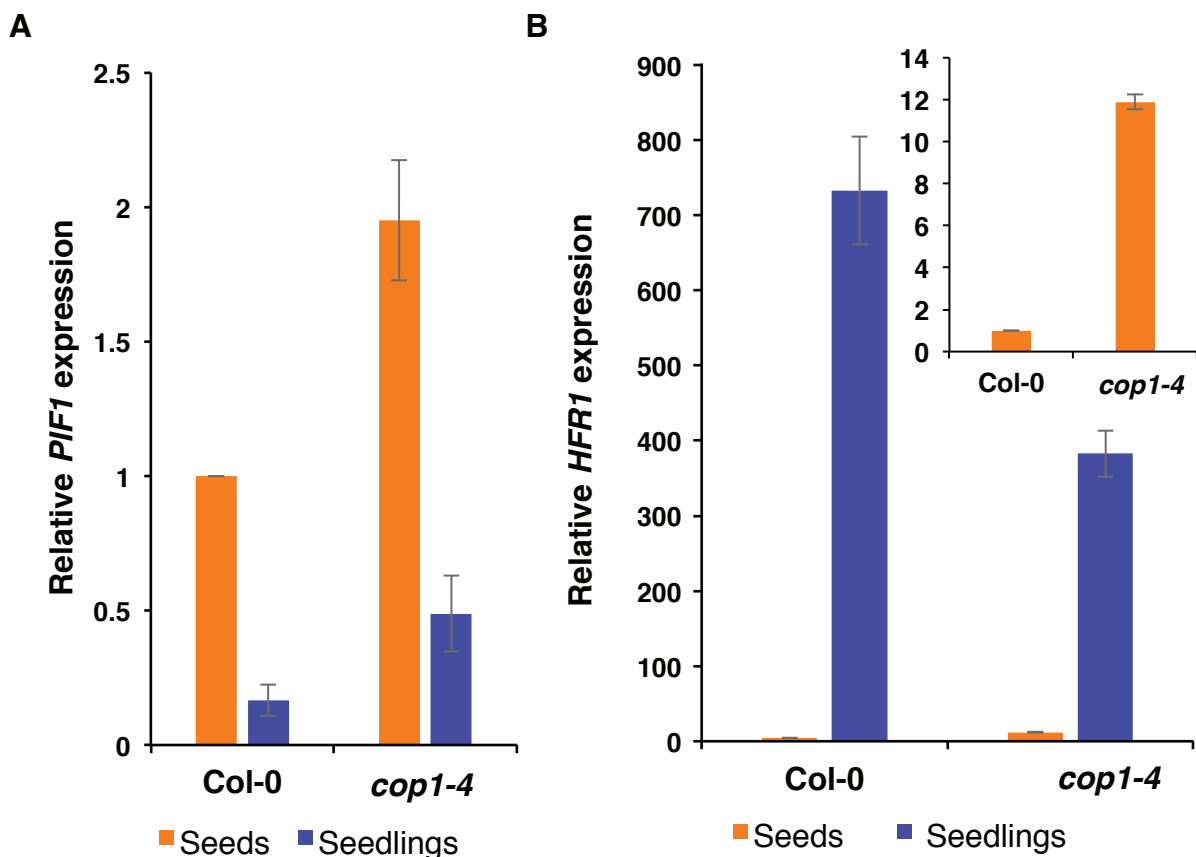 A
Relative PIF1 expression
2.5
2
1.5
1
0.5
0
Col-0
cop1-4
Seeds
Seedlings
B
Relative HFR1 expression
900
800
700
600
500
400
300
200
100
0
Col-0
cop1-4
Seeds
Seedlings
14
12
10
8
6
4
2
0
Col-0
cop1-4